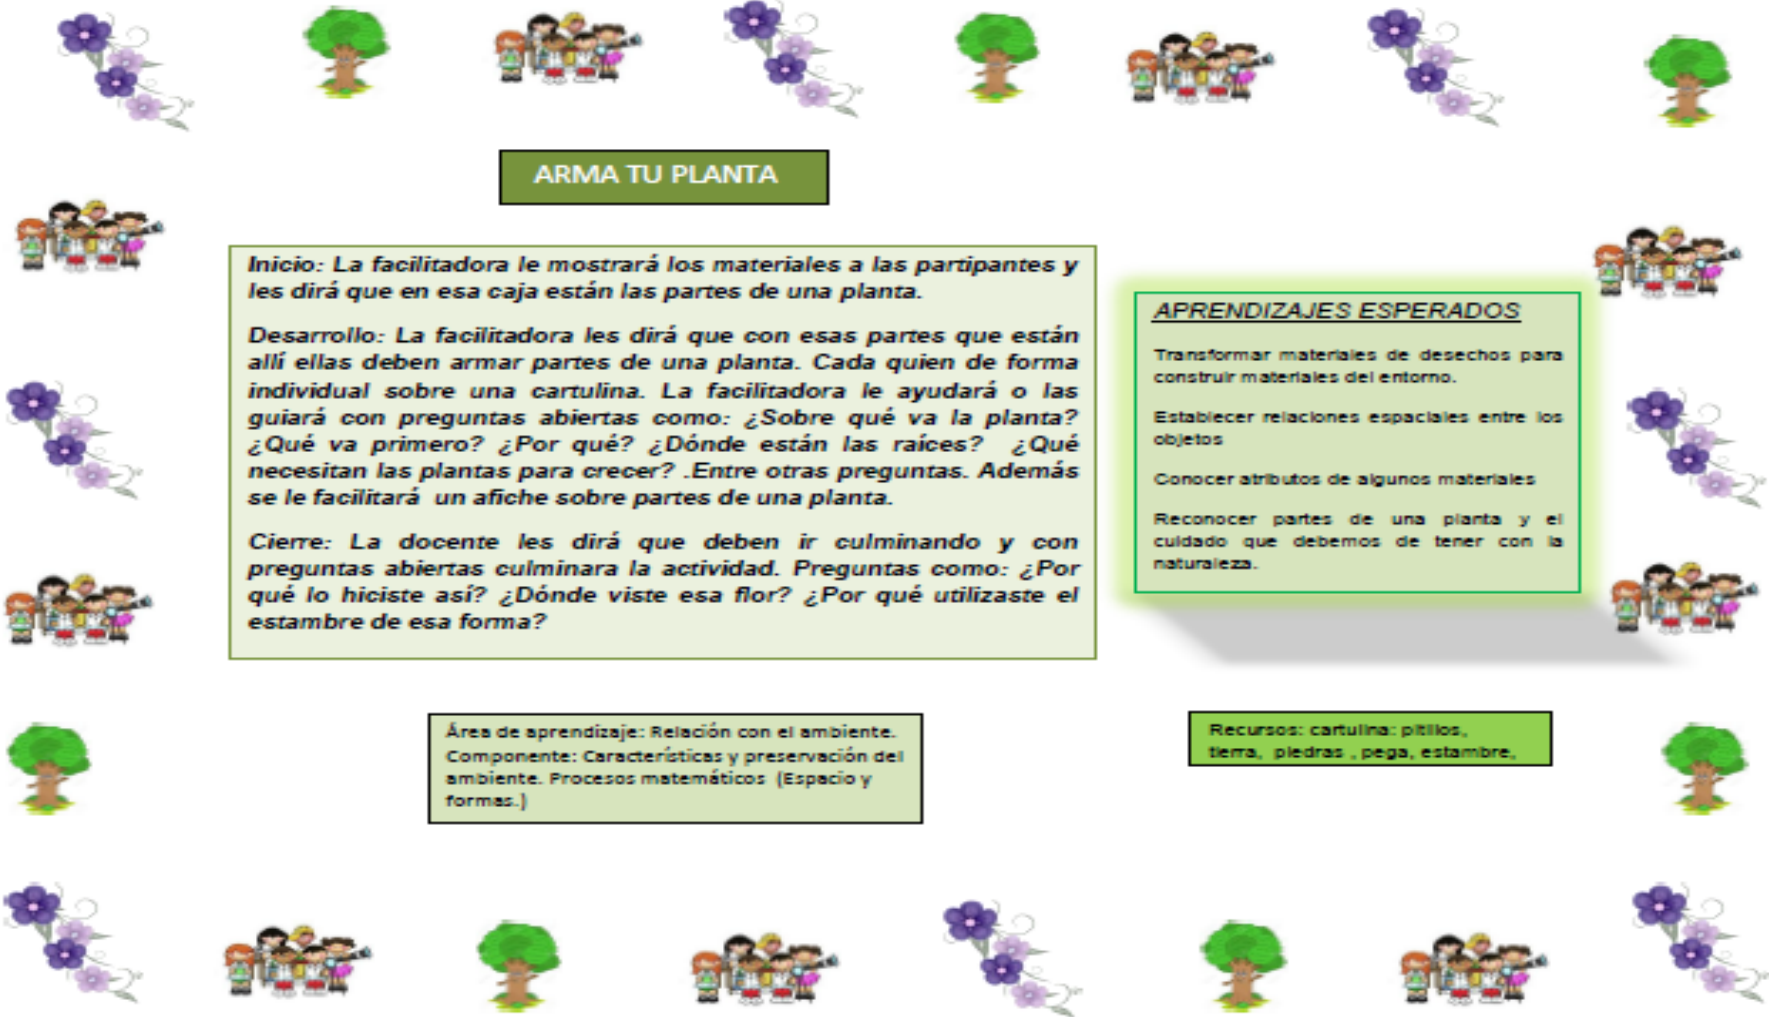 ARMA TU PLANTA
Inicio: La facilitadora le mostrará los materiales a las partipantes y
les dirá que en esa caja están las partes de una planta.
Desarrollo: La facilitadora les dirá que con esas partes que están
allí ellas deben armar partes de una planta. Cada quien de forma
individual sobre una cartulina. La facilitadora le ayudará o las
guiará con preguntas abiertas como: ¿Sobre qué va la planta?
¿Qué va primero? ¿Por qué? ¿Dónde están las raíces? ¿Qué
necesitan las plantas para crecer? .Entre otras preguntas. Además
se le facilitará un afiche sobre partes de una planta.
Cierre: La docente les dirá que deben ir culminando y con
preguntas abiertas culminara la actividad. Preguntas como: ¿Por
qué lo hiciste así? ¿Dónde viste esa flor? ¿Por qué utilizaste el
estambre de esa forma?
APRENDIZAJES ESPERADOS
Transformar materiales de desechos para
construir materiales del entorno.
Establecer relaciones espaciales entre los
objetos
Conocer atributos de algunos materiales
Reconocer partes de una planta y el
cuidado que debemos de tener con la
naturaleza.
Área de aprendizaje: Relación con el ambiente.
Componente: Características y preservación del
ambiente. Procesos matemáticos (Espacio y
formas.)
Recursos: cartulina: pitillos,
tierra, piedras , pega, estambre,